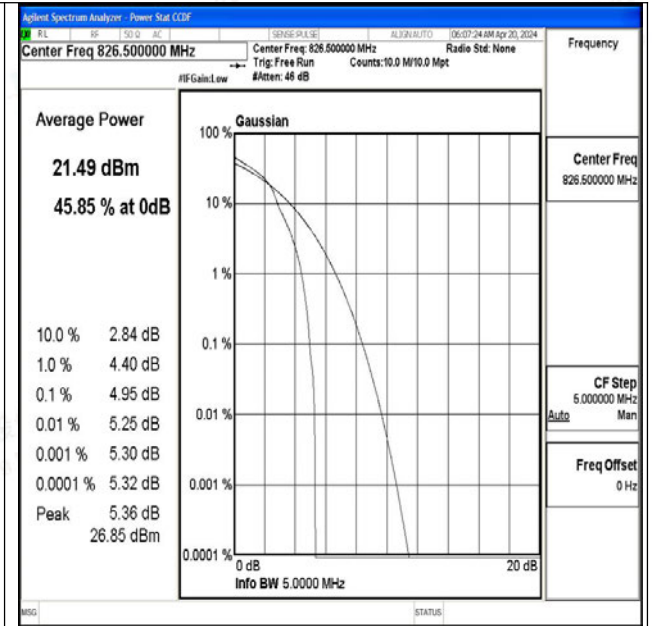 Agilent Spectrum Analyzer - Power Stat CCDF
RL RF 50 Ω AC SENSE:PULSE ALIGN AUTO 06:07:24 AM Apr 20, 2024
Center Freq 826.500000 MHz
Center Freq: 826.500000 MHz Radio Std: None
Trig: Free Run Counts:10.0 M/10.0 Mpt
#IFGain:Low #Atten: 46 dB
Frequency
Average Power
21.49 dBm
45.85 % at 0dB
10.0 % 2.84 dB
1.0 % 4.40 dB
0.1 % 4.95 dB
0.01 % 5.25 dB
0.001 % 5.30 dB
0.0001 % 5.32 dB
Peak 5.36 dB
26.85 dBm
Gaussian
100 %
10 %
1 %
0.1 %
0.01 %
0.001 %
0.0001 %
0 dB 20 dB
Info BW 5.0000 MHz
Center Freq
826.500000 MHz
CF Step
5.000000 MHz
Auto Man
Freq Offset
0 Hz
MSG STATUS